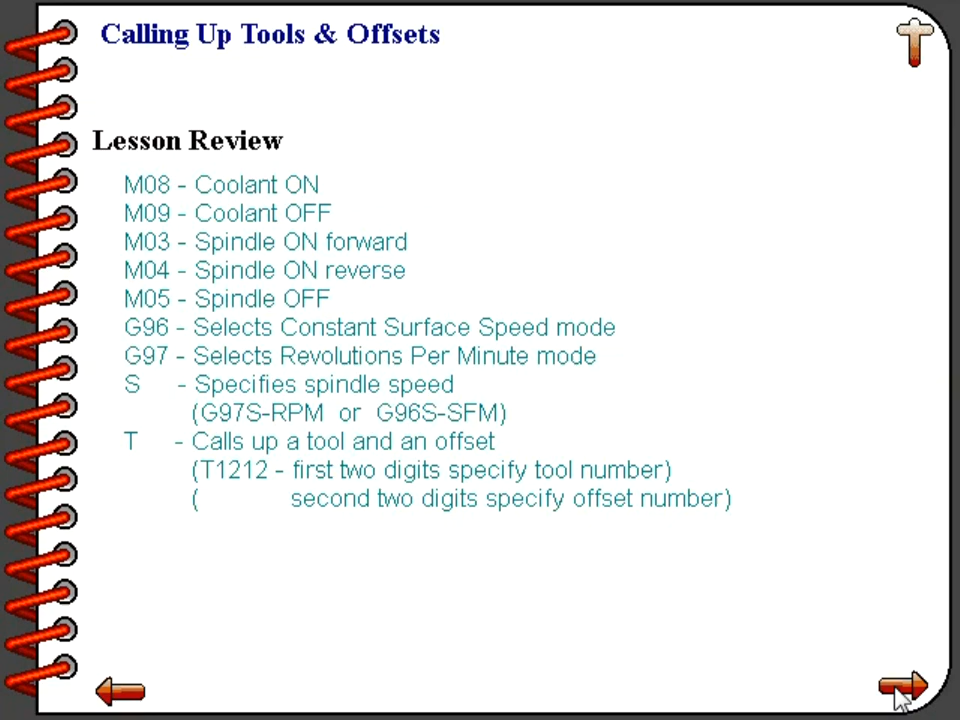 Calling Up Tools & Offsets
Lesson Review
M08 - Coolant ON
M09 - Coolant OFF
M03 - Spindle ON forward
M04 - Spindle ON reverse
M05 - Spindle OFF
G96 - Selects Constant Surface Speed mode
G97 - Selects Revolutions Per Minute mode
S - Specifies spindle speed
(G97S-RPM or G96S-SFM)
T - Calls up a tool and an offset
(T1212 - first two digits specify tool number)
( second two digits specify offset number)